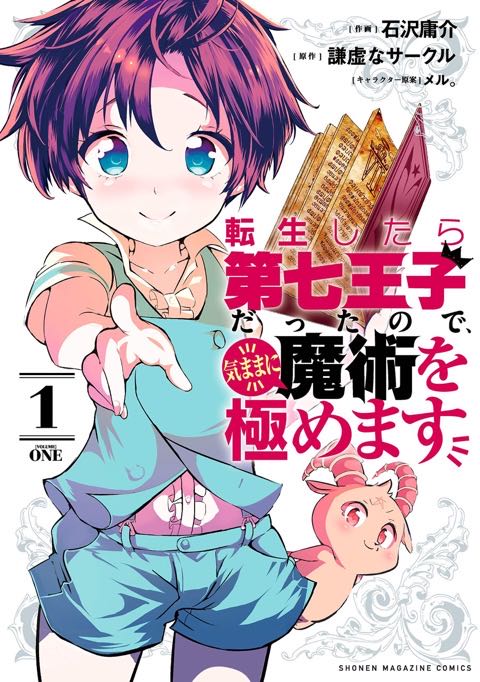 [作画] 石沢庸介
[原作] 謙虚なサークル
[キャラクター原案] メル。
転生したら
第七王子
だったので、
気ままに
魔術を
極めます
1
[VOLUME]
ONE
SHONEN MAGAZINE COMICS